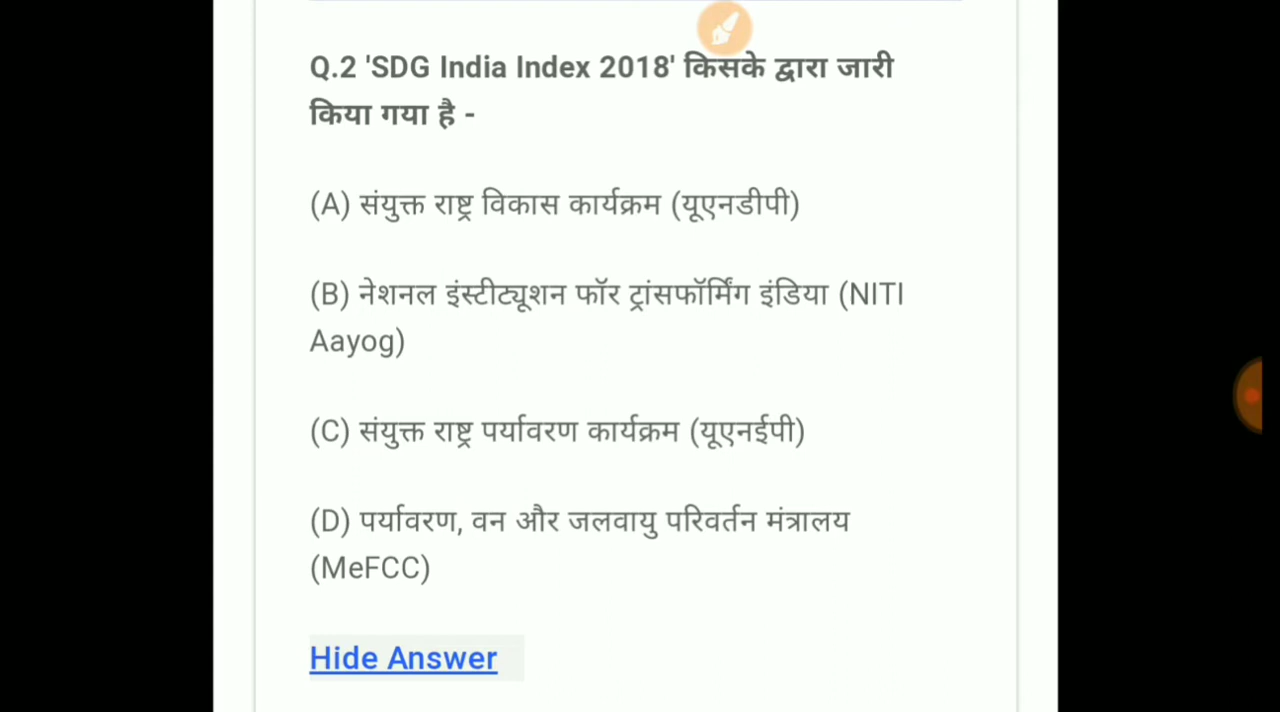 Q.2 'SDG India Index 2018' किसके द्वारा जारी
किया गया है -
(A) संयुक्त राष्ट्र विकास कार्यक्रम (यूएनडीपी)
(B) नेशनल इंस्टीट्यूशन फॉर ट्रांसफॉर्मिंग इंडिया (NITI
Aayog)
(C) संयुक्त राष्ट्र पर्यावरण कार्यक्रम (यूएनईपी)
(D) पर्यावरण, वन और जलवायु परिवर्तन मंत्रालय
(MeFCC)
Hide Answer